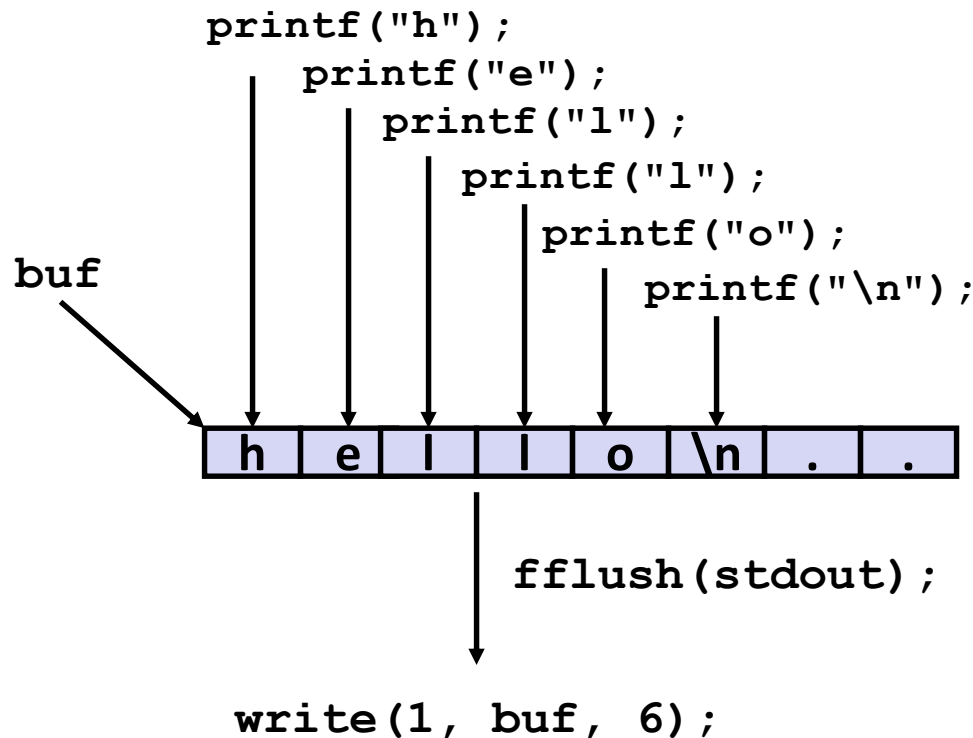 printf("h");
printf("e");
printf("l");
printf("l");
printf("o");
buf
printf("\n");
h e l l o \n . .
fflush(stdout);
write(1, buf, 6);